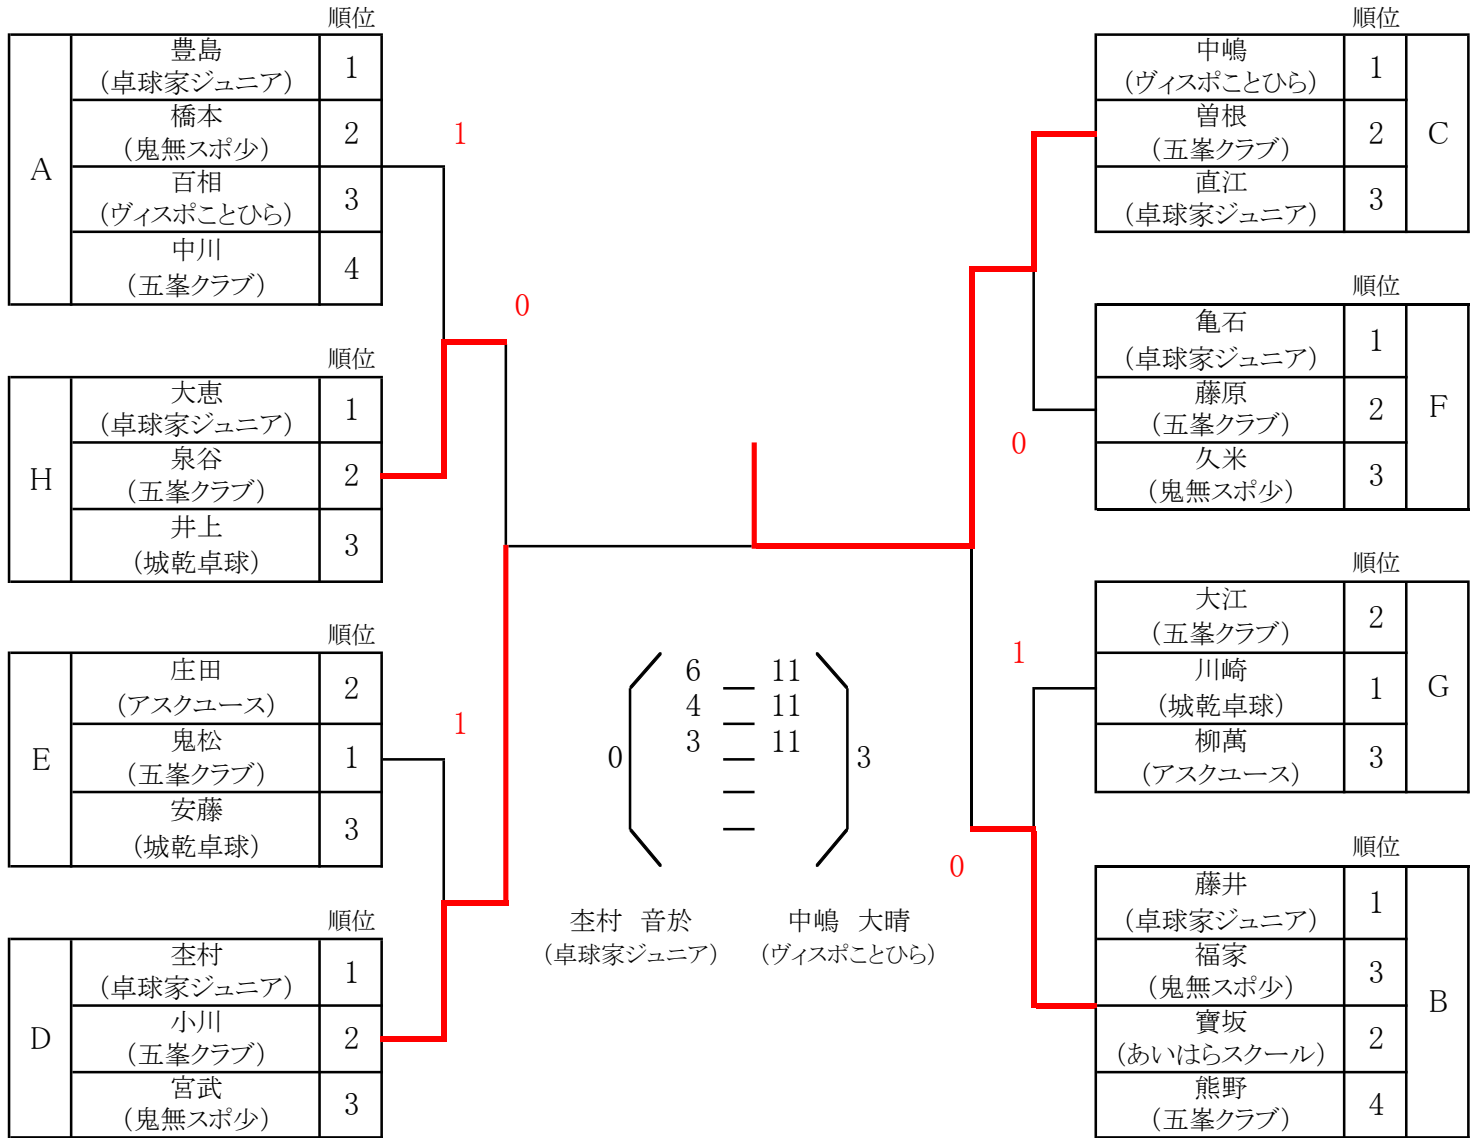 順位
A
豊島
(卓球家ジュニア)
1
橋本
(鬼無スポ少)
2
百相
(ヴィスポことひら)
3
中川
(五峯クラブ)
4
順位
H
大恵
(卓球家ジュニア)
1
泉谷
(五峯クラブ)
2
井上
(城乾卓球)
3
順位
E
庄田
(アスクユース)
2
鬼松
(五峯クラブ)
1
安藤
(城乾卓球)
3
順位
D
杢村
(卓球家ジュニア)
1
小川
(五峯クラブ)
2
宮武
(鬼無スポ少)
3
1
0
1
0
6 11
4 11
3 11
3
杢村 音於 中嶋 大晴
(卓球家ジュニア) (ヴィスポことひら)
0
1
0
順位
中嶋
(ヴィスポことひら)
1
曽根
(五峯クラブ)
2
直江
(卓球家ジュニア)
3
C
順位
亀石
(卓球家ジュニア)
1
藤原
(五峯クラブ)
2
久米
(鬼無スポ少)
3
F
順位
大江
(五峯クラブ)
2
川崎
(城乾卓球)
1
柳萬
(アスクユース)
3
G
順位
藤井
(卓球家ジュニア)
1
福家
(鬼無スポ少)
3
寶坂
(あいはらスクール)
2
熊野
(五峯クラブ)
4
B